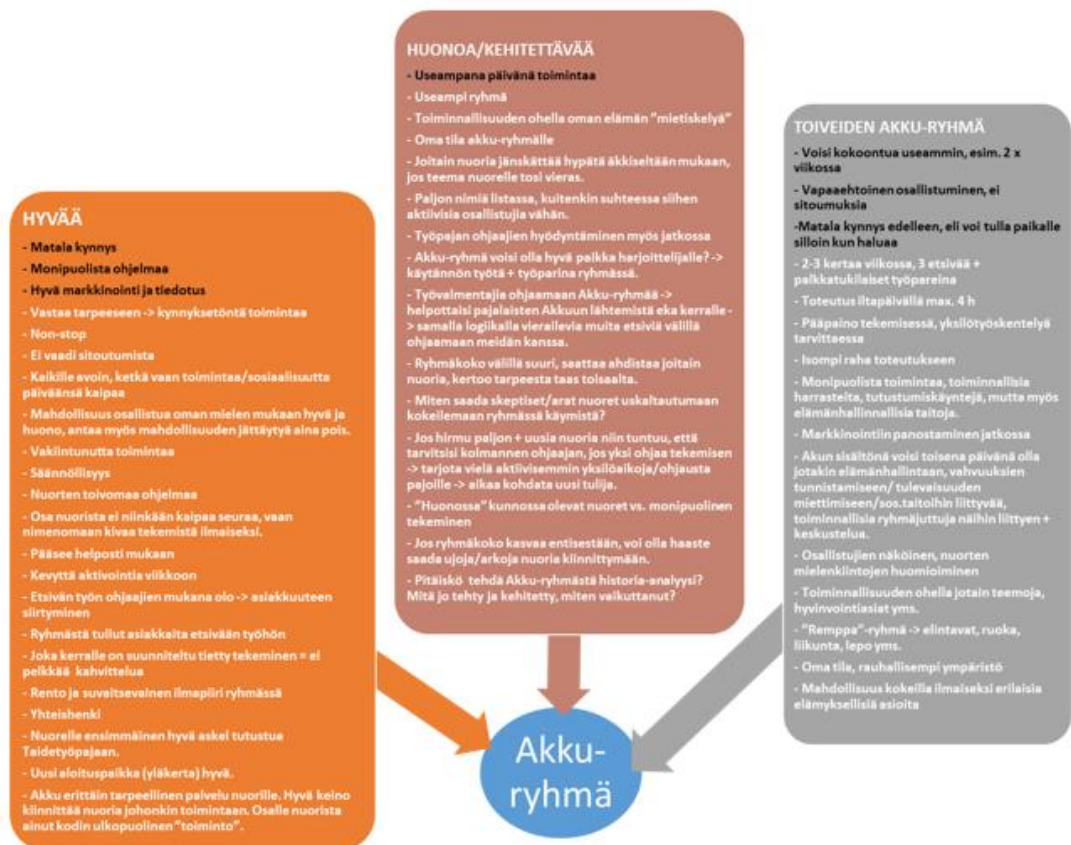 HYVÄÄ
- Matala kynnys
- Monipuolista ohjelmaa
- Hyvä markkinointi ja tiedotus
- Vastaa tarpeeseen -> kynnyksetöntä toimintaa
- Non-stop
- Ei vaadi sitoutumista
- Kaikille avoin, ketkä vaan toimintaa/sosiaalisuutta
päiväänsä kaipaa
- Mahdollisuus osallistua oman mielen mukaan hyvä ja
huono, antaa myös mahdollisuuden jättäytyä aina pois.
- Vakiintunutta toimintaa
- Säännöllisyys
- Nuorten toivomaa ohjelmaa
- Osa nuorista ei niinkään kaipaa seuraa, vaan
nimenomaan kivaa tekemistä ilmaiseksi.
- Pääsee helposti mukaan
- Kevyttä aktivointia viikkoon
- Etsivän työn ohjaajien mukana olo -> asiakkuuteen
siirtyminen
- Ryhmästä tullut asiakkaita etsivään työhön
- Joka kerralle on suunniteltu tietty tekeminen = ei
pelkkää kahvittelua
- Rento ja suvaitsevainen ilmapiiri ryhmässä
- Yhteishenki
- Nuorelle ensimmäinen hyvä askel tutustua
Taidetyöpajaan.
- Uusi aloituspaikka (yläkerta) hyvä.
- Akku erittäin tarpeellinen palvelu nuorille. Hyvä keino
kiinnittää nuoria johonkin toimintaan. Osalle nuorista
ainut kodin ulkopuolinen "toiminto".
HUONOA/KEHITETTÄVÄÄ
- Useampana päivänä toimintaa
- Useampi ryhmä
- Toiminnallisuuden ohella oman elämän "mietiskelyä"
- Oma tila akku-ryhmälle
- Joitain nuoria jänskättää hypätä äkkiseltään mukaan,
jos teema nuorelle tosi vieras.
- Paljon nimiä listassa, kuitenkin suhteessa siihen
aktiivisia osallistujia vähän.
- Työpajan ohjaajien hyödyntäminen myös jatkossa
- Akku-ryhmä voisi olla hyvä paikka harjoittelijalle? ->
käytännön työtä + työparina ryhmässä.
- Työvalmentajia ohjaamaan Akku-ryhmää ->
helpottaisi pajalaisten Akkuun lähtemistä eka kerralle -
> samalla logiikalla vierailevia muita etsiviä välillä
ohjaamaan meidän kanssa.
- Ryhmäkoko välillä suuri, saattaa ahdistaa joitain
nuoria, kertoo tarpeesta taas toisaalta.
- Miten saada skeptiset/arat nuoret uskaltautumaan
kokeilemaan ryhmässä käymistä?
- Jos hirmu paljon + uusia nuoria niin tuntuu, että
tarvitsisi kolmannen ohjaajan, jos yksi ohjaa tekemisen
-> tarjota vielä aktiivisemmin yksilöaikoja/ohjausta
pajoille -> aikaa kohdata uusi tulija.
- "Huonossa" kunnossa olevat nuoret vs. monipuolinen
tekeminen
- Jos ryhmäkoko kasvaa entisestään, voi olla haaste
saada ujoja/arkoja nuoria kiinnittymään.
- Pitäiskö tehdä Akku-ryhmästä historia-analyysi?
Mitä jo tehty ja kehitetty, miten vaikuttanut?
TOIVEIDEN AKKU-RYHMÄ
- Voisi kokoontua useammin, esim. 2 x
viikossa
- Vapaaehtoinen osallistuminen, ei
sitoumuksia
-Matala kynnys edelleen, eli voi tulla paikalle
silloin kun haluaa
- 2-3 kertaa viikossa, 3 etsivää +
palkkatukilaiset työpareina
- Toteutus iltapäivällä max. 4 h
- Pääpaino tekemisessä, yksilötyöskentelyä
tarvittaessa
- Isompi raha toteutukseen
- Monipuolista toimintaa, toiminnallisia
harrasteita, tutustumiskäyntejä, mutta myös
elämänhallinnallisia taitoja.
- Markkinointiin panostaminen jatkossa
- Akun sisältönä voisi toisena päivänä olla
jotakin elämänhallintaan, vahvuuksien
tunnistamiseen/ tulevaisuuden
miettimiseen/sos.taitoihin liittyvää,
toiminnallisia ryhmäjuttuja näihin liittyen +
keskustelua.
- Osallistujien näköinen, nuorten
mielenkiintojen huomioiminen
- Toiminnallisuuden ohella jotain teemoja,
hyvinvointiasiat yms.
- "Remppa"-ryhmä -> elintavat, ruoka,
liikunta, lepo yms.
- Oma tila, rauhallisempi ympäristö
- Mahdollisuus kokeilla ilmaiseksi erilaisia
elämyksellisiä asioita
Akku-
ryhmä